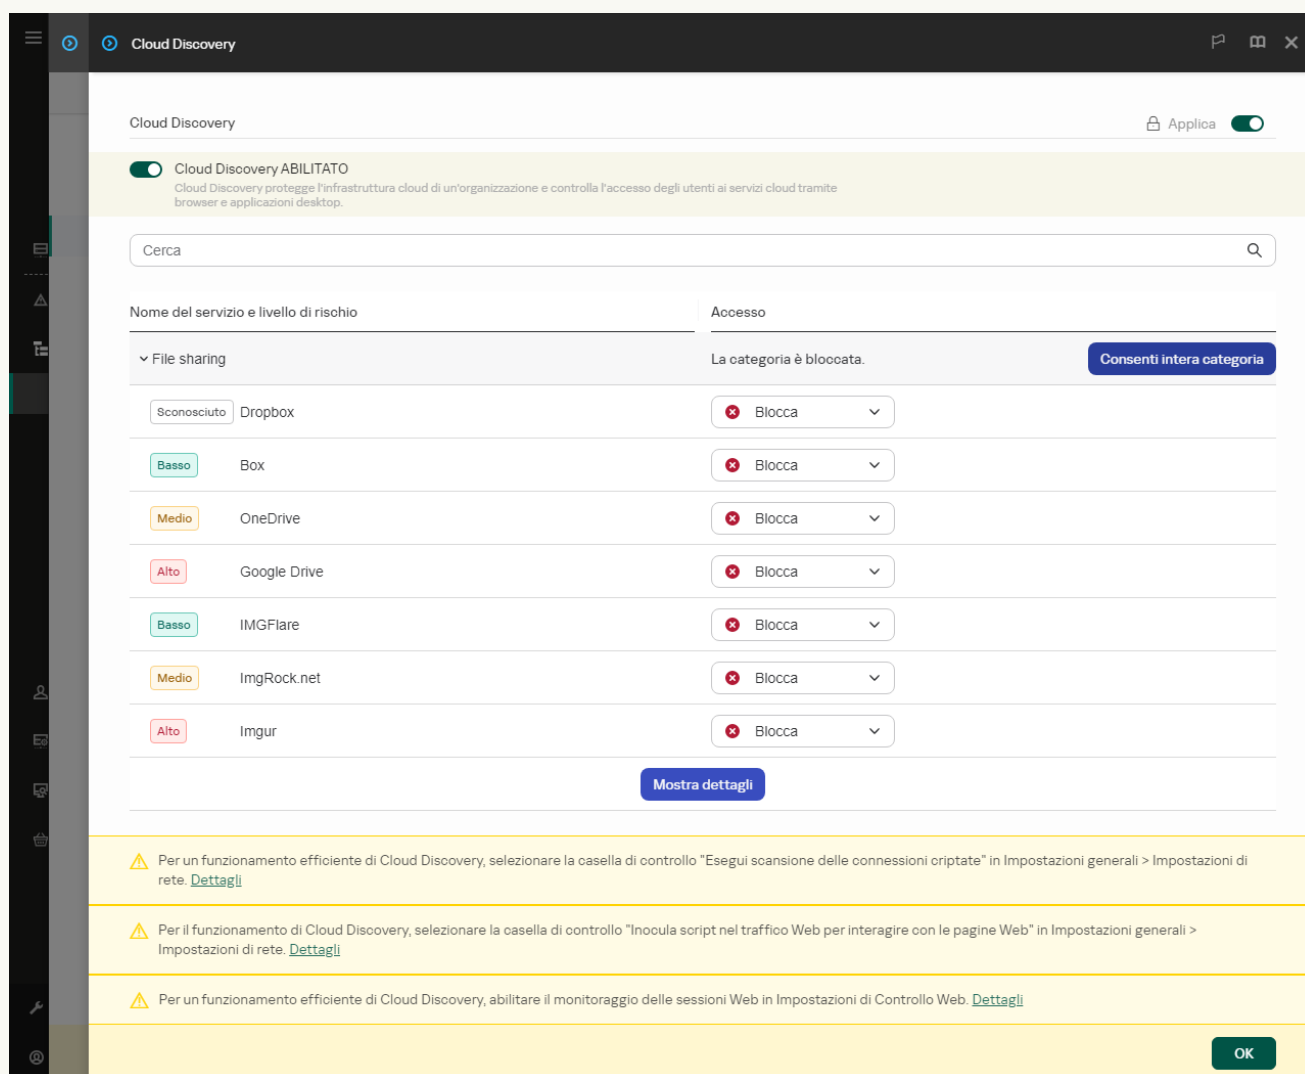 Cloud Discovery
Cloud Discovery
Applica
Cloud Discovery ABILITATO
Cloud Discovery protegge l'infrastruttura cloud di un'organizzazione e controlla l'accesso degli utenti ai servizi cloud tramite
browser e applicazioni desktop.
Cerca
Nome del servizio e livello di rischio
Accesso
File sharing
La categoria è bloccata.
Consenti intera categoria
Sconosciuto Dropbox Blocca
Basso Box Blocca
Medio OneDrive Blocca
Alto Google Drive Blocca
Basso IMGFlare Blocca
Medio ImgRock.net Blocca
Alto Imgur Blocca
Mostra dettagli
Per un funzionamento efficiente di Cloud Discovery, selezionare la casella di controllo "Esegui scansione delle connessioni criptate" in Impostazioni generali > Impostazioni di
rete. Dettagli
Per il funzionamento di Cloud Discovery, selezionare la casella di controllo "Inocula script nel traffico Web per interagire con le pagine Web" in Impostazioni generali >
Impostazioni di rete. Dettagli
Per un funzionamento efficiente di Cloud Discovery, abilitare il monitoraggio delle sessioni Web in Impostazioni di Controllo Web. Dettagli
OK